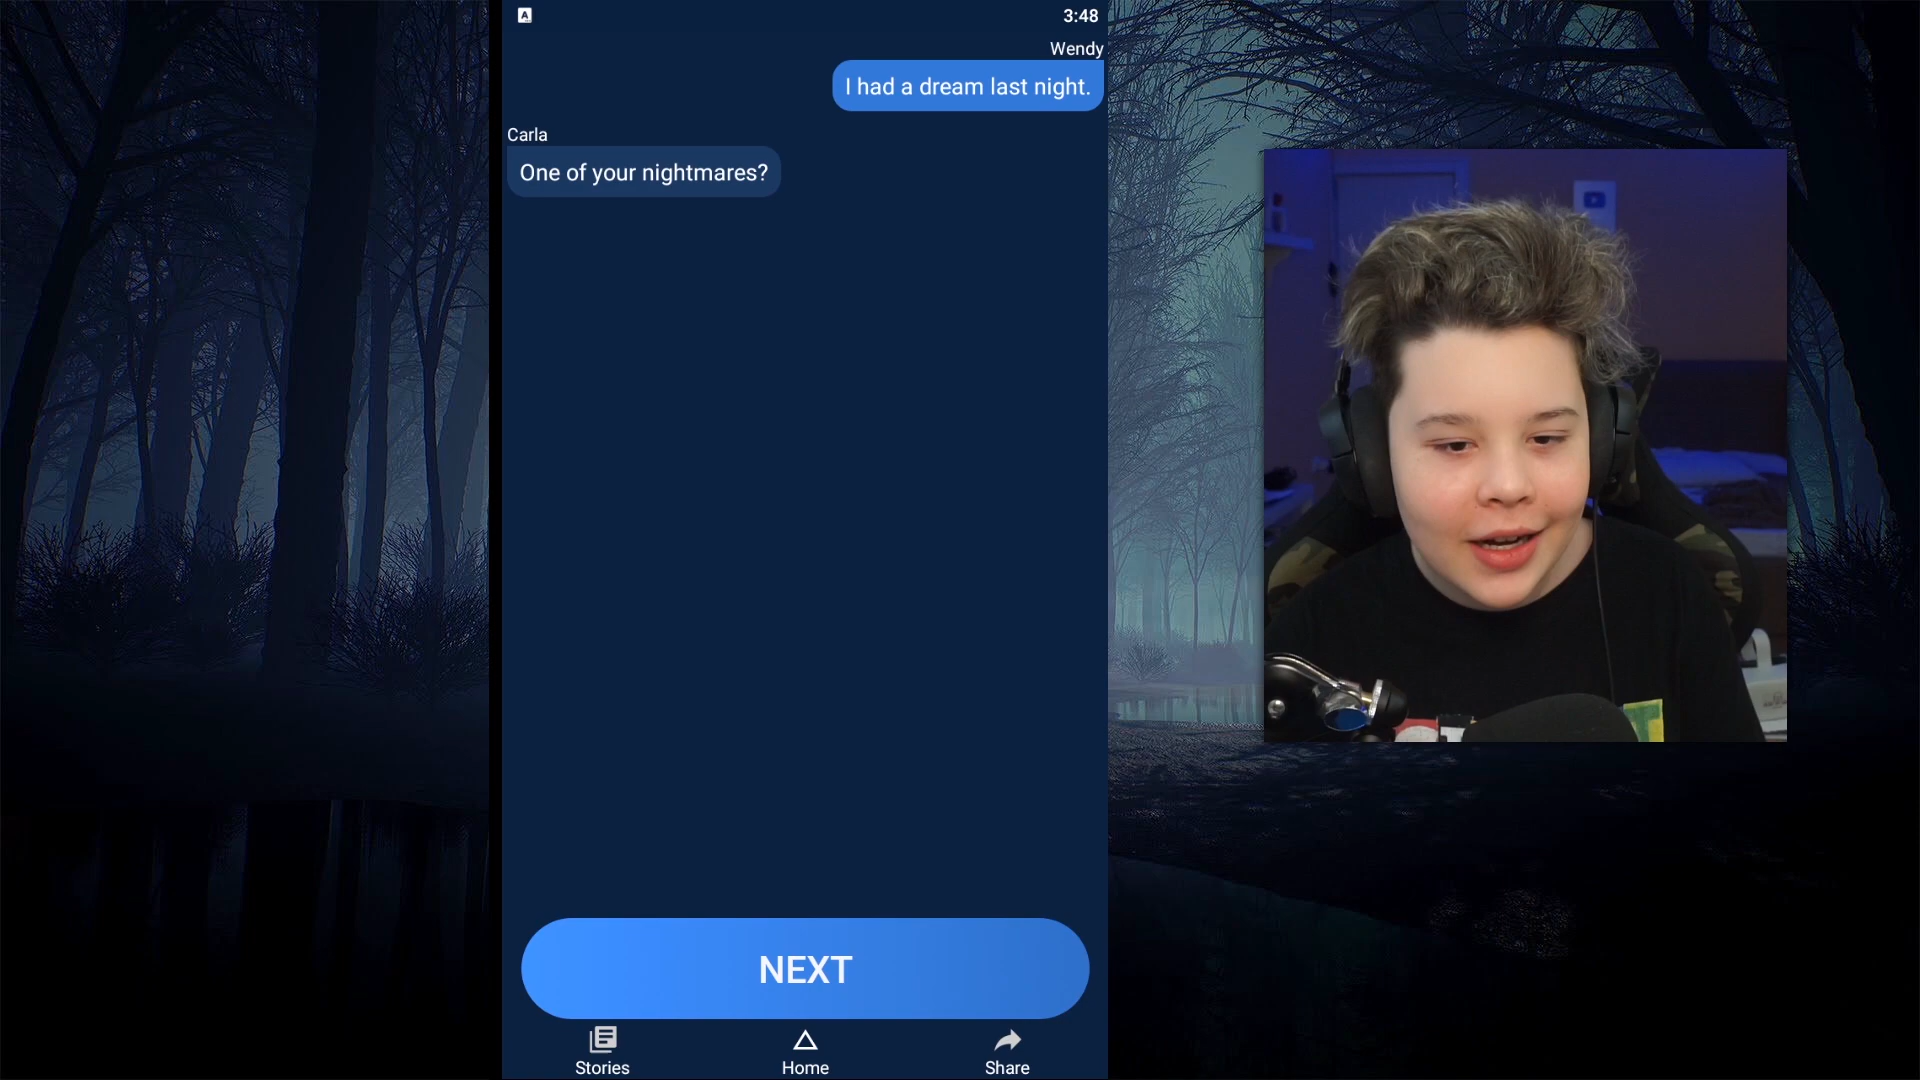 3:48
Wendy
I had a dream last night.
Carla
One of your nightmares?
NEXT
Stories
Home
Share